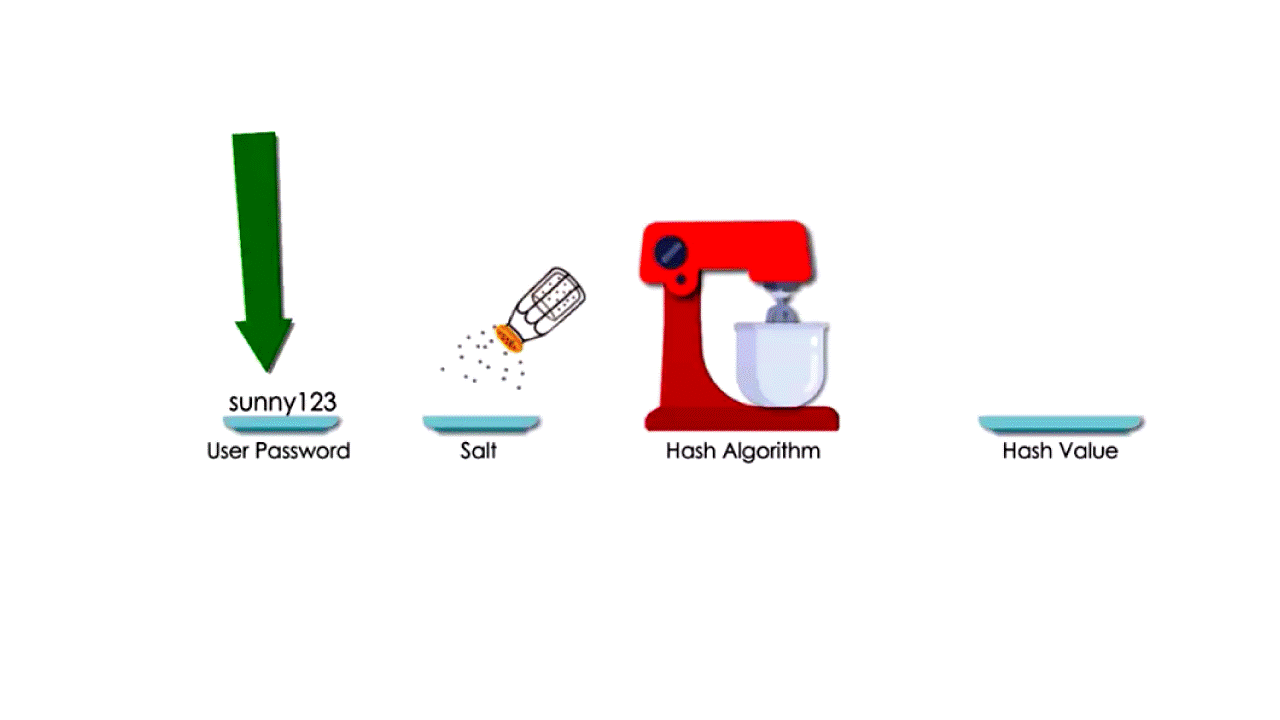 sunny123
User Password
Salt
Hash Algorithm
Hash Value